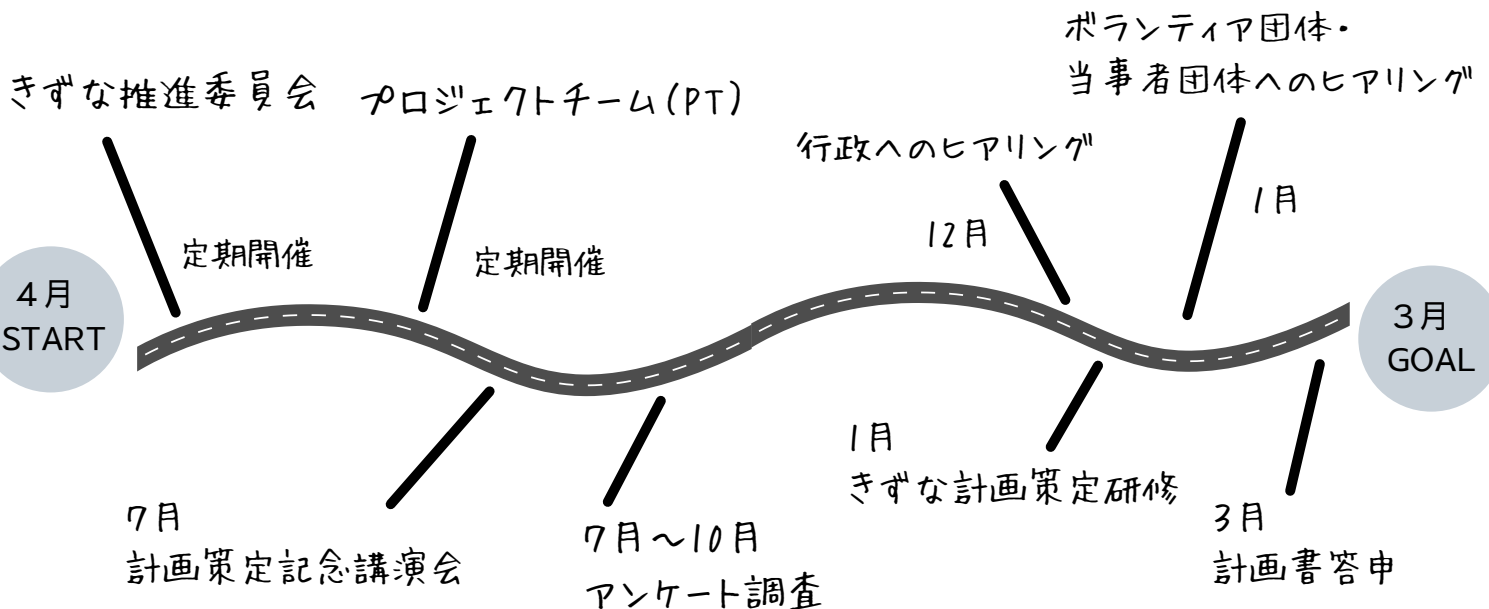 きずな推進委員会
プロジェクトチーム(PT)
行政へのヒアリング
ボランティア団体・
当事者団体へのヒアリング
定期開催
定期開催
12月
1月
4月
START
3月
GOAL
7月
計画策定記念講演会
7月〜10月
アンケート調査
1月
きずな計画策定研修
3月
計画書答申